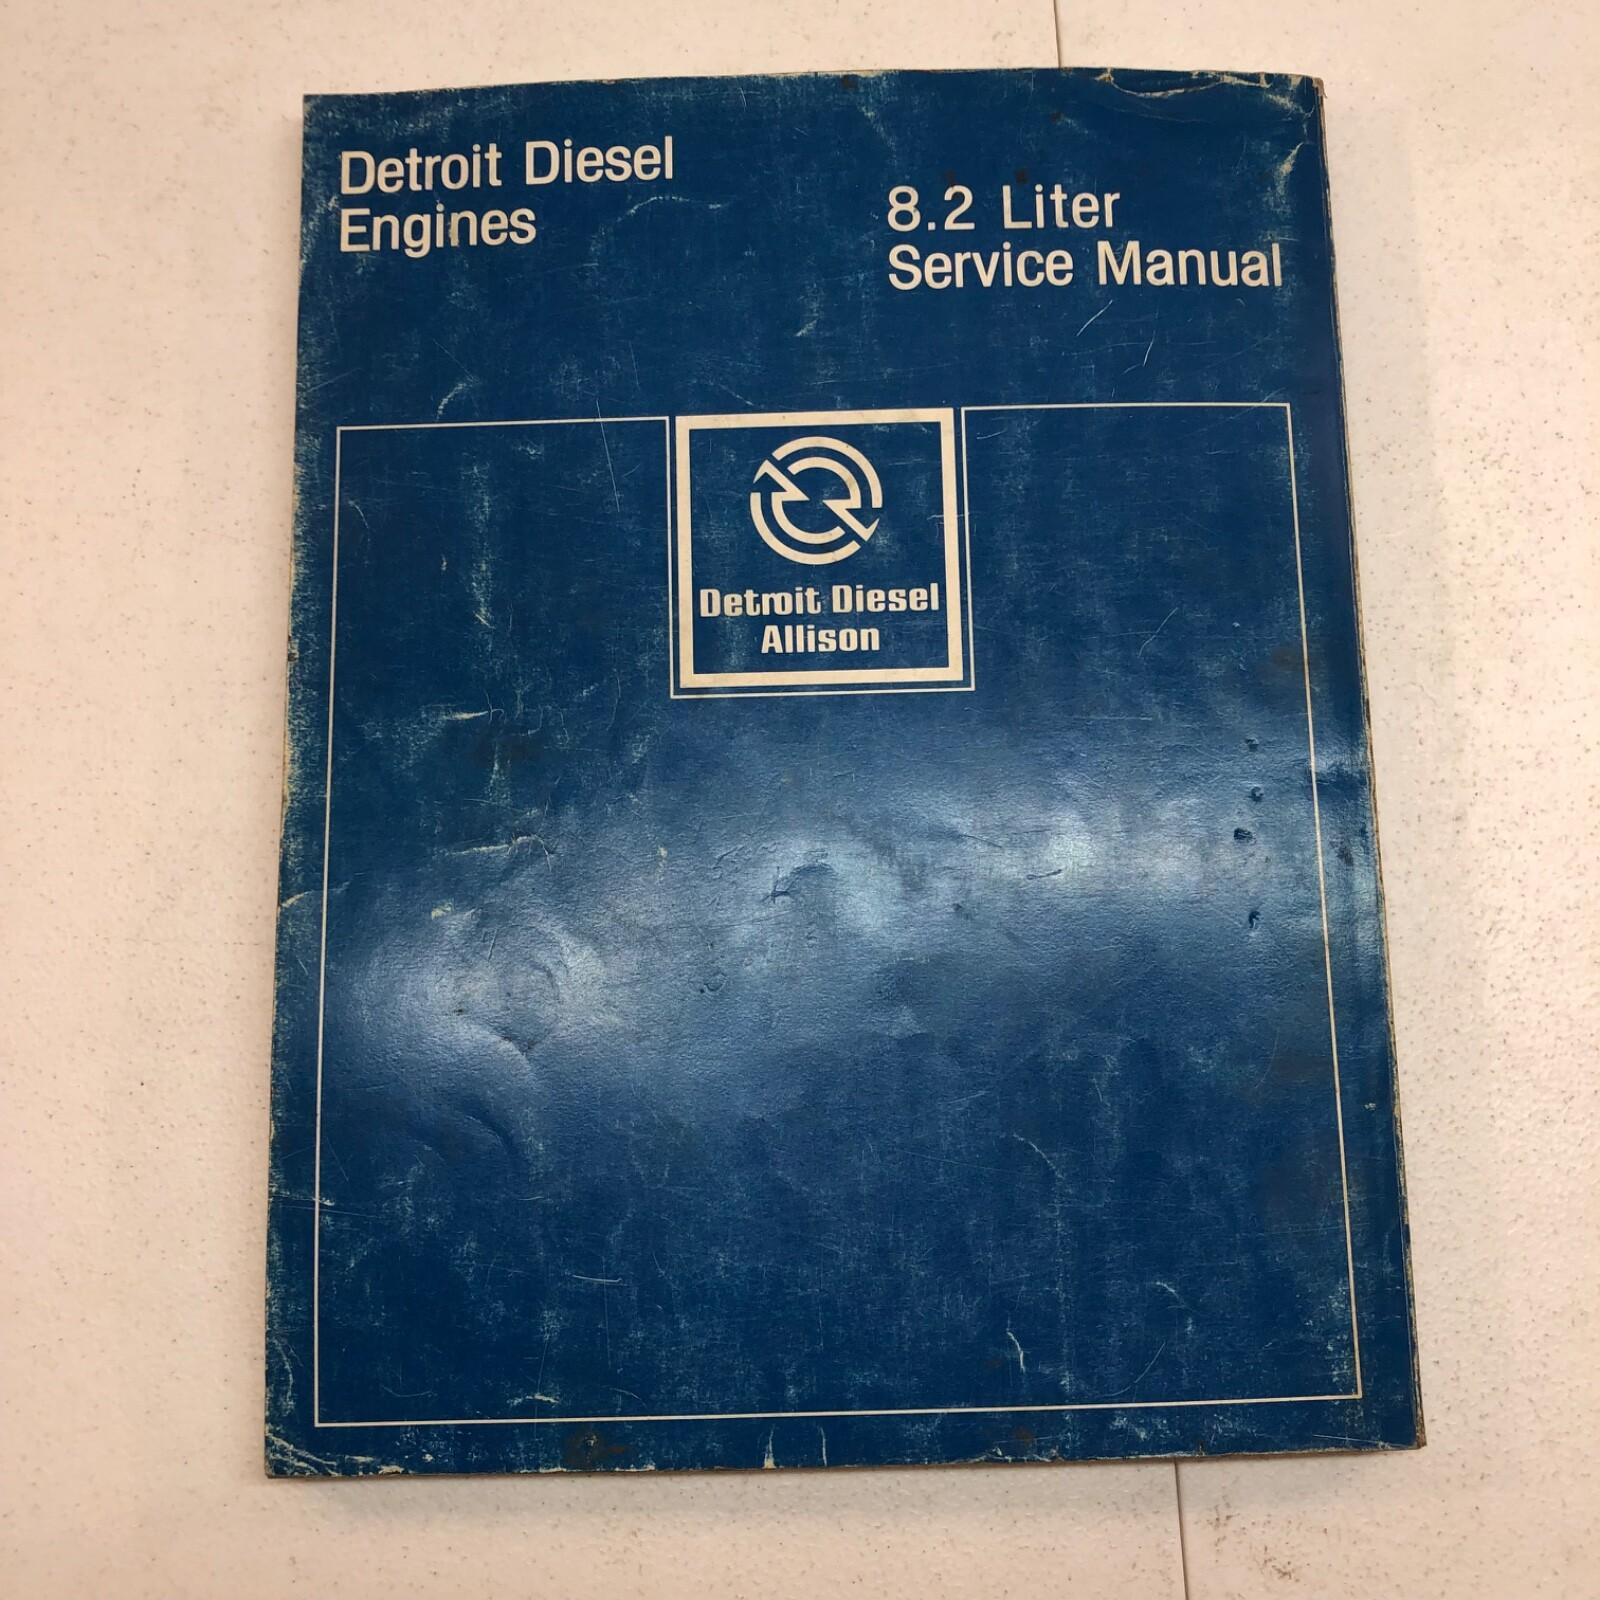 Detroit Diesel
Engines
8.2 Liter
Service Manual
Detroit Diesel
Allison